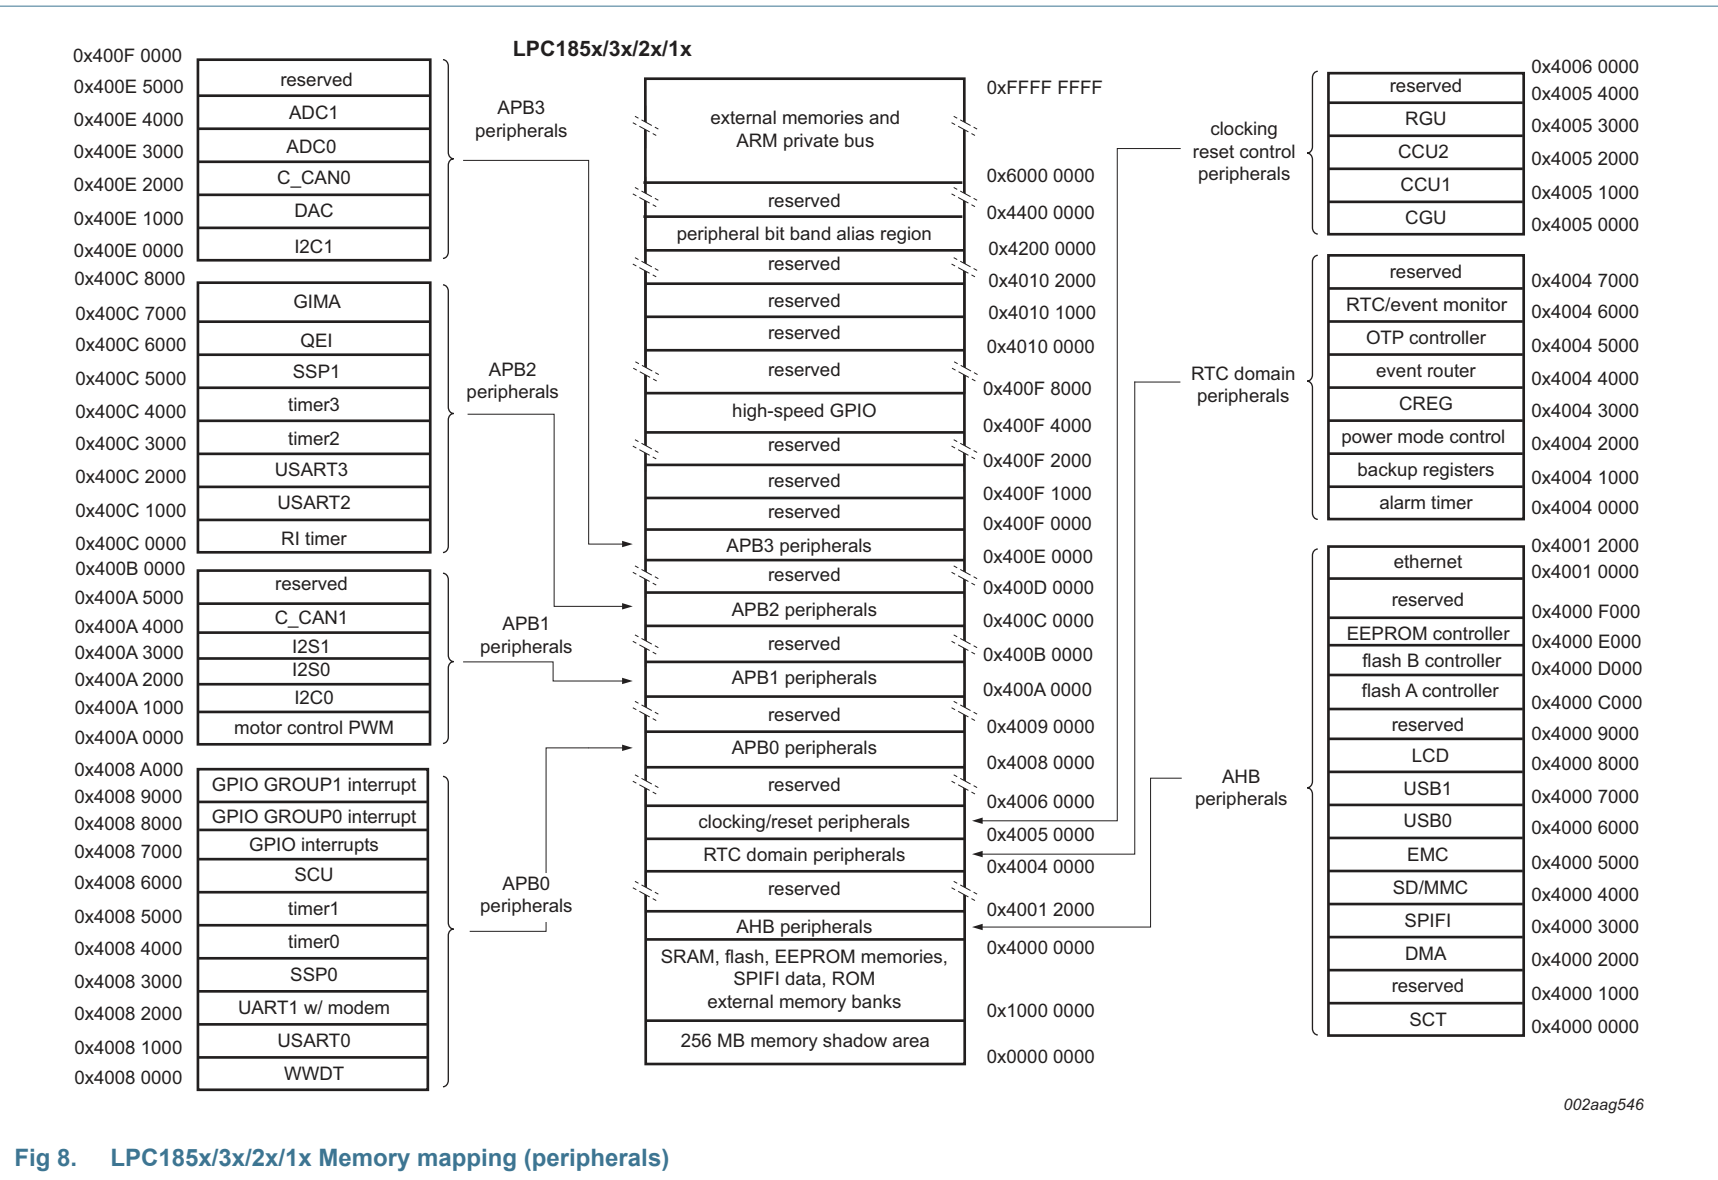 LPC185x/3x/2x/1x
0x400F 0000
reserved
0x400E 5000
ADC1
0x400E 4000
ADC0
0x400E 3000
C_CAN0
0x400E 2000
DAC
0x400E 1000
I2C1
0x400E 0000
APB3
peripherals
0x400C 8000
GIMA
0x400C 7000
QEI
0x400C 6000
SSP1
0x400C 5000
timer3
0x400C 4000
timer2
0x400C 3000
USART3
0x400C 2000
USART2
0x400C 1000
RI timer
0x400C 0000
APB2
peripherals
0x400B 0000
reserved
0x400A 5000
C_CAN1
0x400A 4000
I2S1
0x400A 3000
I2S0
0x400A 2000
I2C0
0x400A 1000
motor control PWM
0x400A 0000
APB1
peripherals
0x4008 A000
GPIO GROUP1 interrupt
0x4008 9000
GPIO GROUP0 interrupt
0x4008 8000
GPIO interrupts
0x4008 7000
SCU
0x4008 6000
timer1
0x4008 5000
timer0
0x4008 4000
SSP0
0x4008 3000
UART1 w/ modem
0x4008 2000
USART0
0x4008 1000
WWDT
0x4008 0000
APB0
peripherals
0xFFFF FFFF
external memories and
ARM private bus
0x6000 0000
reserved
0x4400 0000
peripheral bit band alias region
0x4200 0000
reserved
0x4010 2000
reserved
0x4010 1000
reserved
0x4010 0000
reserved
0x400F 8000
high-speed GPIO
0x400F 4000
reserved
0x400F 2000
reserved
0x400F 1000
reserved
0x400F 0000
APB3 peripherals
0x400E 0000
reserved
0x400D 0000
APB2 peripherals
0x400C 0000
reserved
0x400B 0000
APB1 peripherals
0x400A 0000
reserved
0x4009 0000
APB0 peripherals
0x4008 0000
reserved
0x4006 0000
clocking/reset peripherals
0x4005 0000
RTC domain peripherals
0x4004 0000
reserved
0x4001 2000
AHB peripherals
0x4000 0000
SRAM, flash, EEPROM memories,
SPIFI data, ROM
external memory banks
0x1000 0000
256 MB memory shadow area
0x0000 0000
clocking
reset control
peripherals
0x4006 0000
reserved
0x4005 4000
RGU
0x4005 3000
CCU2
0x4005 2000
CCU1
0x4005 1000
CGU
0x4005 0000
RTC domain
peripherals
reserved
0x4004 7000
RTC/event monitor
0x4004 6000
OTP controller
0x4004 5000
event router
0x4004 4000
CREG
0x4004 3000
power mode control
0x4004 2000
backup registers
0x4004 1000
alarm timer
0x4004 0000
AHB
peripherals
0x4001 2000
ethernet
0x4001 0000
reserved
0x4000 F000
EEPROM controller
0x4000 E000
flash B controller
0x4000 D000
flash A controller
0x4000 C000
reserved
0x4000 9000
LCD
0x4000 8000
USB1
0x4000 7000
USB0
0x4000 6000
EMC
0x4000 5000
SD/MMC
0x4000 4000
SPIFI
0x4000 3000
DMA
0x4000 2000
reserved
0x4000 1000
SCT
0x4000 0000
002aag546
Fig 8. LPC185x/3x/2x/1x Memory mapping (peripherals)